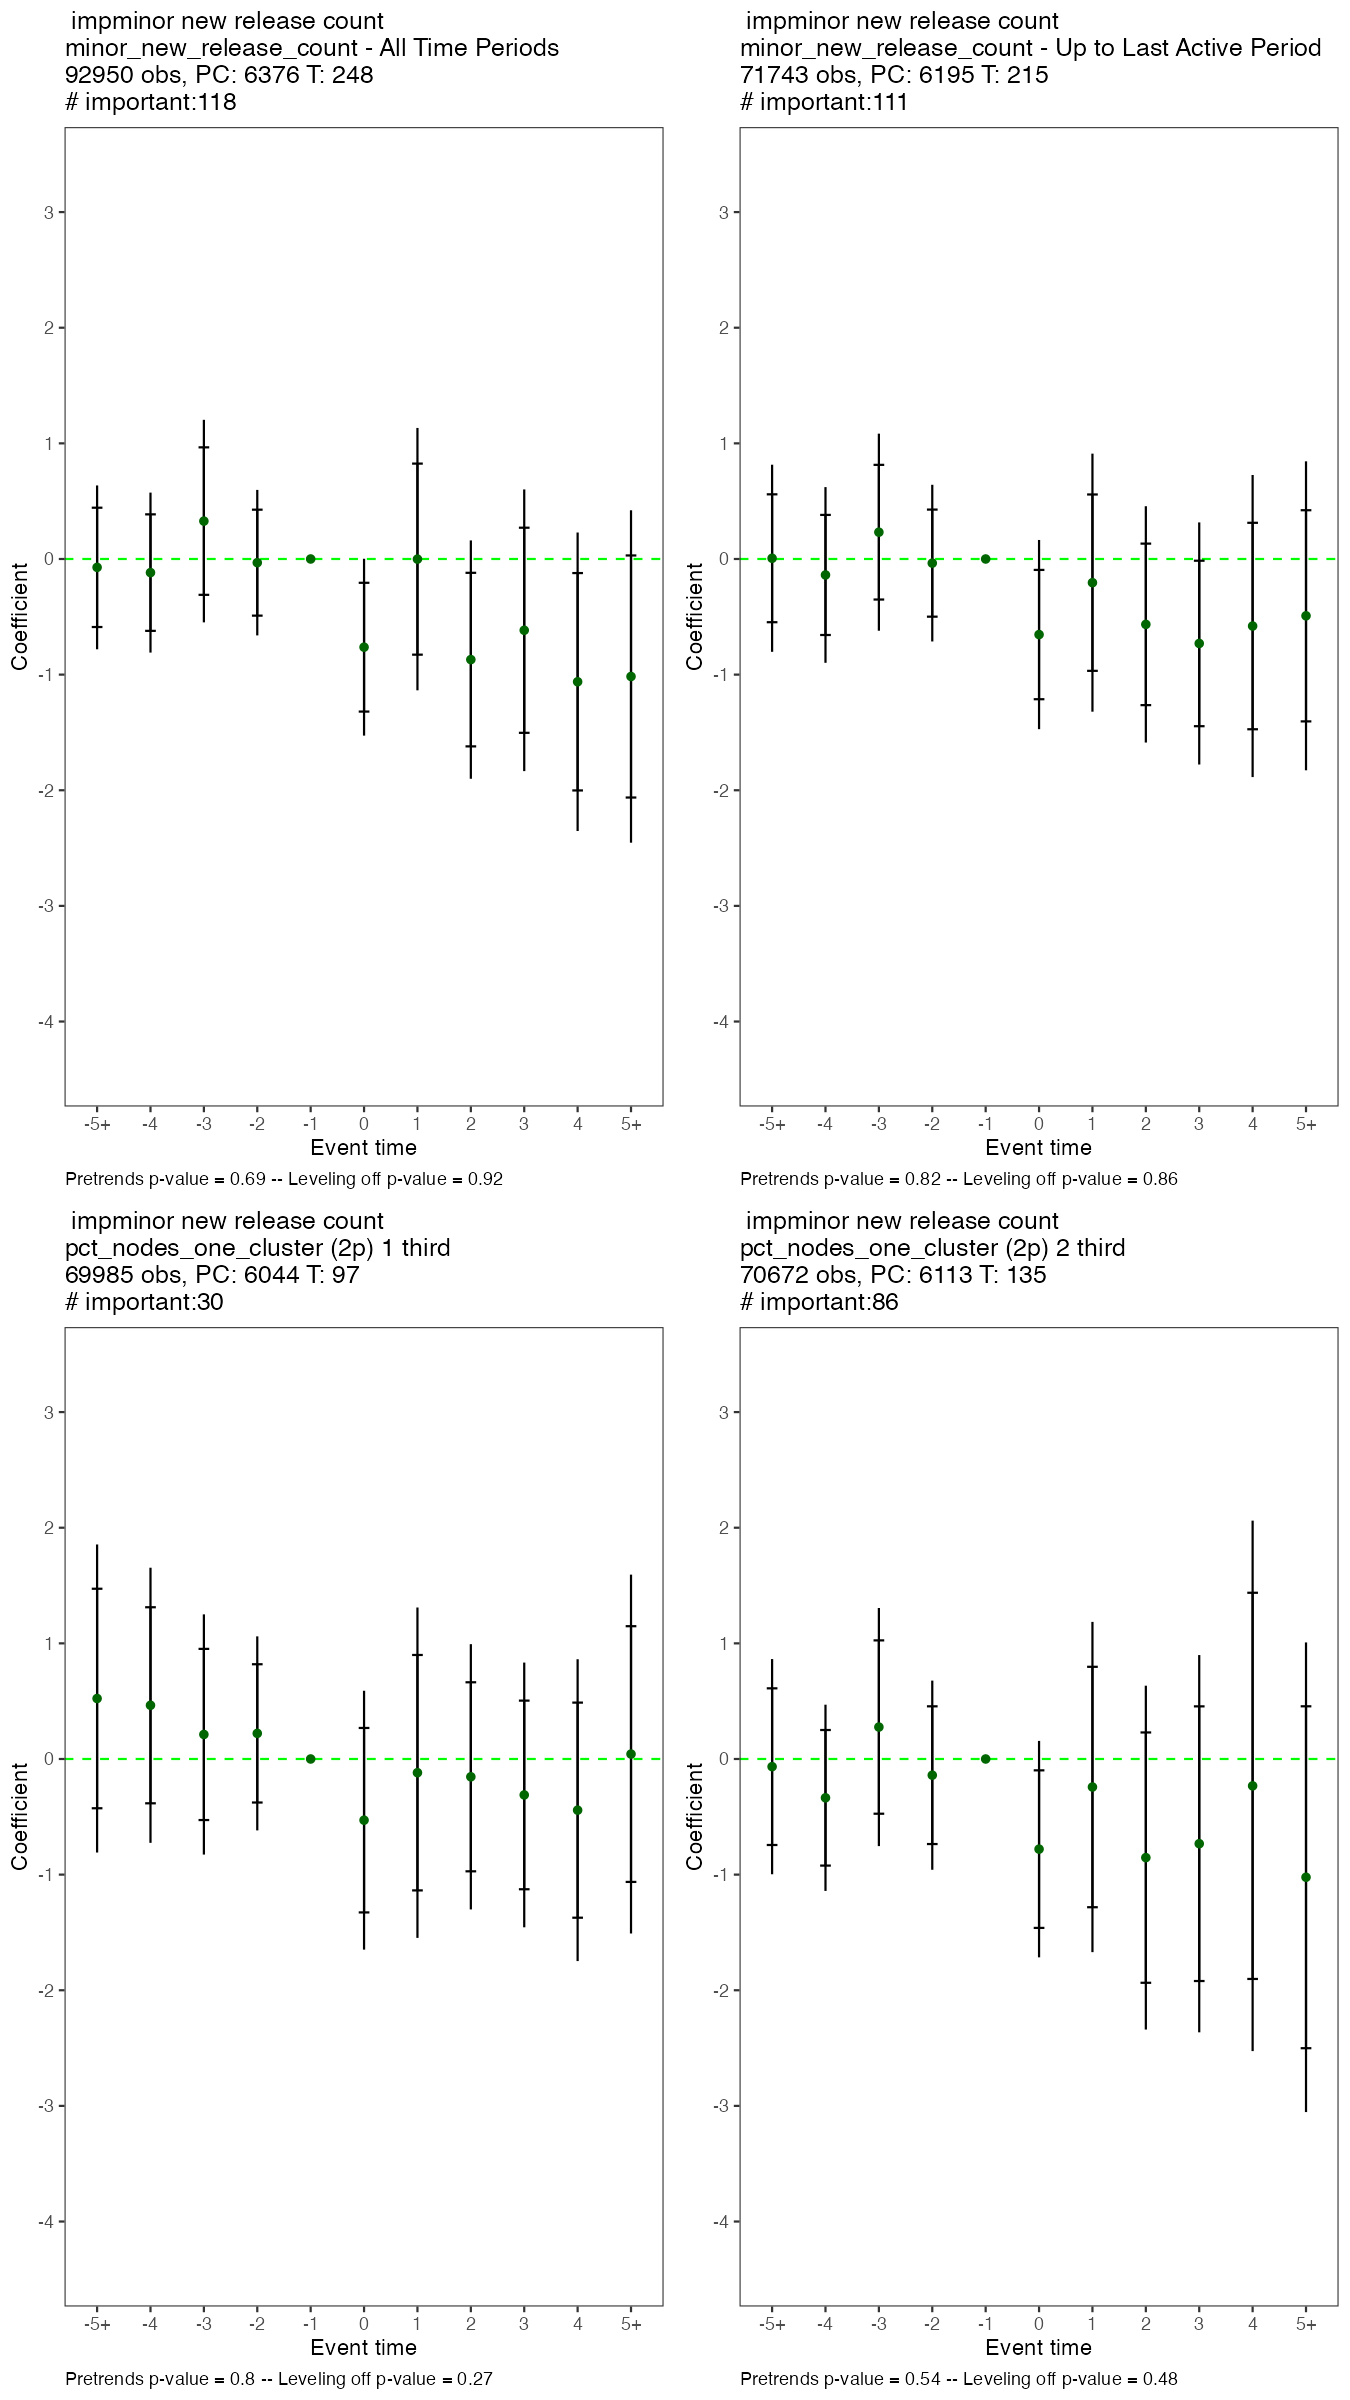 impminor new release count
minor_new_release_count - All Time Periods
92950 obs, PC: 6376 T: 248
# important:118
3
2
1
0
-1
-2
-3
-4
Coefficient
-5+ -4 -3 -2 -1 0 1 2 3 4 5+
Event time
Pretrends p-value = 0.69 -- Leveling off p-value = 0.92
impminor new release count
minor_new_release_count - Up to Last Active Period
71743 obs, PC: 6195 T: 215
# important:111
3
2
1
0
-1
-2
-3
-4
Coefficient
-5+ -4 -3 -2 -1 0 1 2 3 4 5+
Event time
Pretrends p-value = 0.82 -- Leveling off p-value = 0.86
impminor new release count
pct_nodes_one_cluster (2p) 1 third
69985 obs, PC: 6044 T: 97
# important:30
3
2
1
0
-1
-2
-3
-4
Coefficient
-5+ -4 -3 -2 -1 0 1 2 3 4 5+
Event time
Pretrends p-value = 0.8 -- Leveling off p-value = 0.27
impminor new release count
pct_nodes_one_cluster (2p) 2 third
70672 obs, PC: 6113 T: 135
# important:86
3
2
1
0
-1
-2
-3
-4
Coefficient
-5+ -4 -3 -2 -1 0 1 2 3 4 5+
Event time
Pretrends p-value = 0.54 -- Leveling off p-value = 0.48